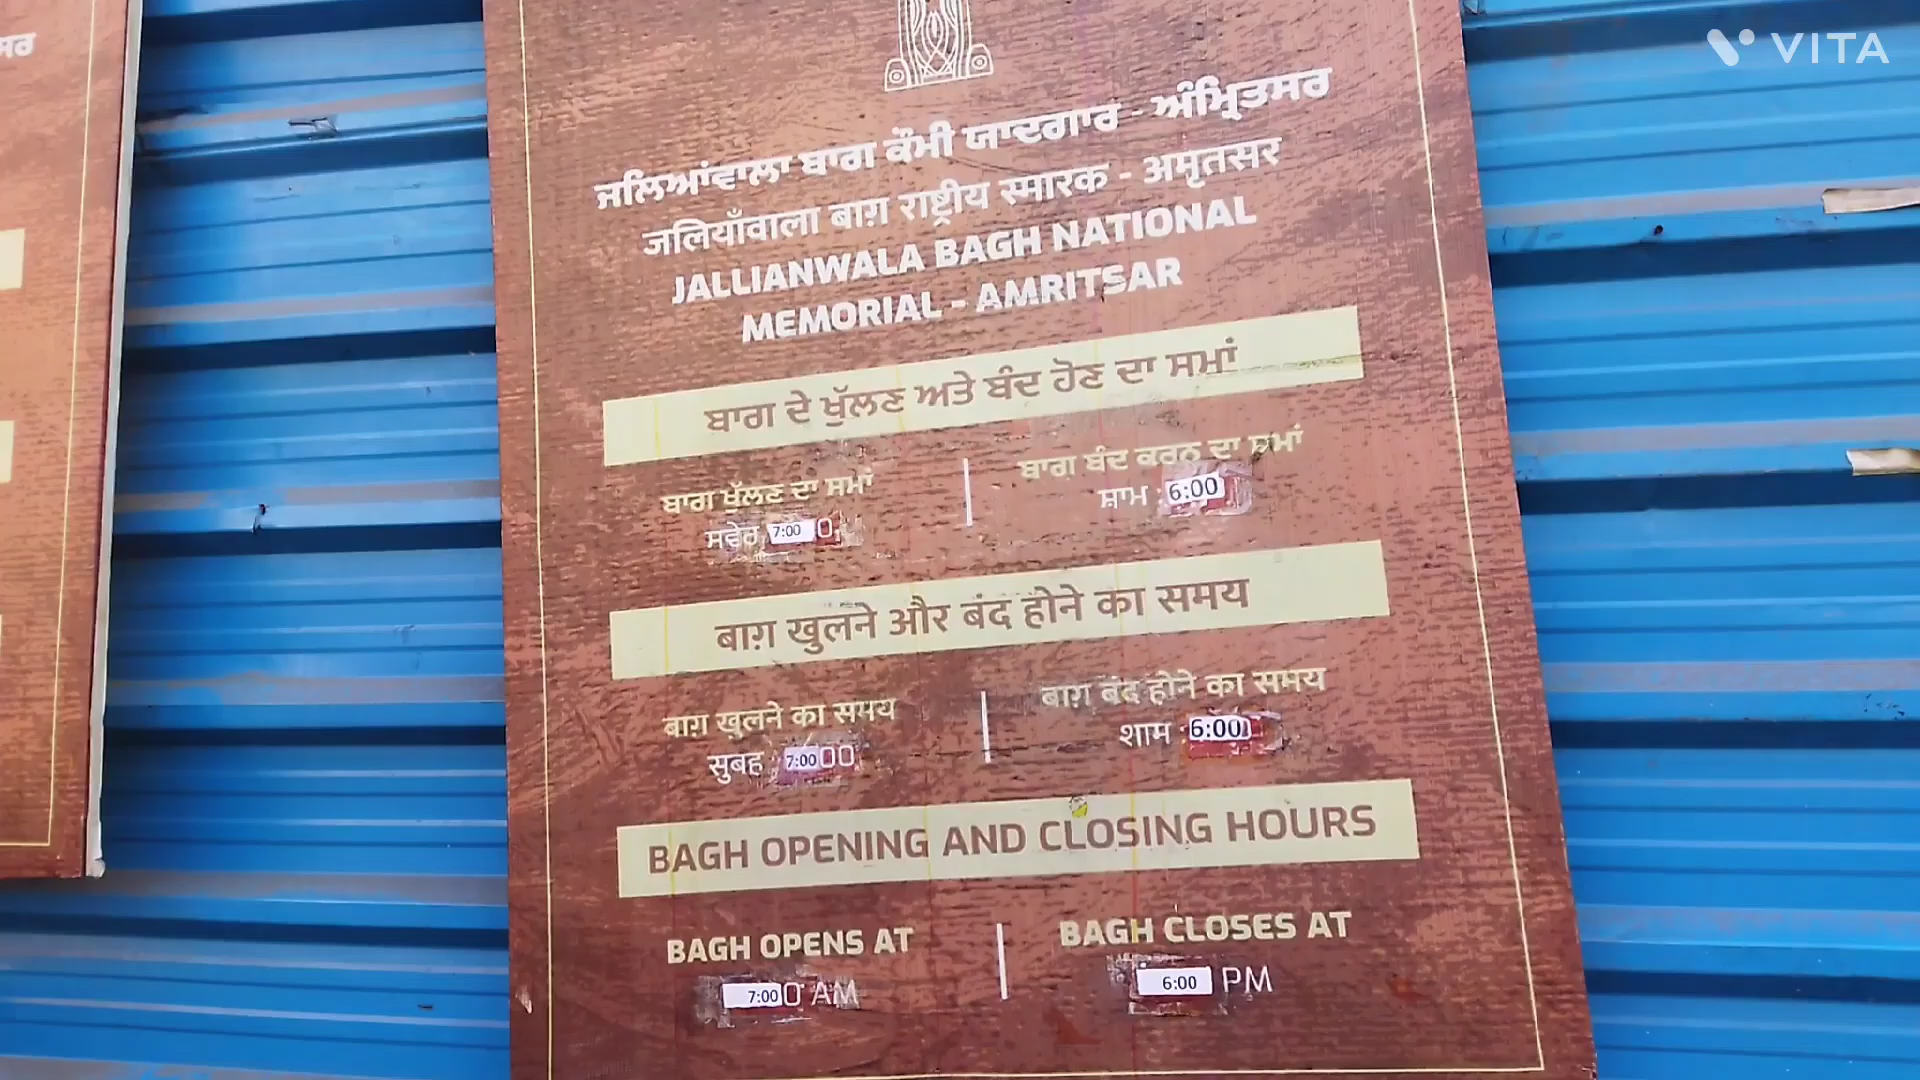 ਸਰ
VITA
ਜਲਿਆਂਵਾਲਾ ਬਾਗ ਕੌਮੀ ਯਾਦਗਾਰ - ਅੰਮ੍ਰਿਤਸਰ
जलियाँवाला बाग़ राष्ट्रीय स्मारक - अमृतसर
JALLIANWALA BAGH NATIONAL
MEMORIAL - AMRITSAR
ਬਾਗ ਦੇ ਖੁੱਲਣ ਅਤੇ ਬੰਦ ਹੋਣ ਦਾ ਸਮਾਂ
ਬਾਗ ਖੁੱਲਣ ਦਾ ਸਮਾਂ
ਸਵੇਰ 7:00
ਬਾਗ ਬੰਦ ਕਰਨ ਦਾ ਸਮਾਂ
ਸ਼ਾਮ : 6:00
बाग़ खुलने और बंद होने का समय
बाग़ खुलने का समय
सुबह 7:00
बाग़ बंद होने का समय
शाम 6:00
BAGH OPENING AND CLOSING HOURS
BAGH OPENS AT
7:00 AM
BAGH CLOSES AT
6:00 PM